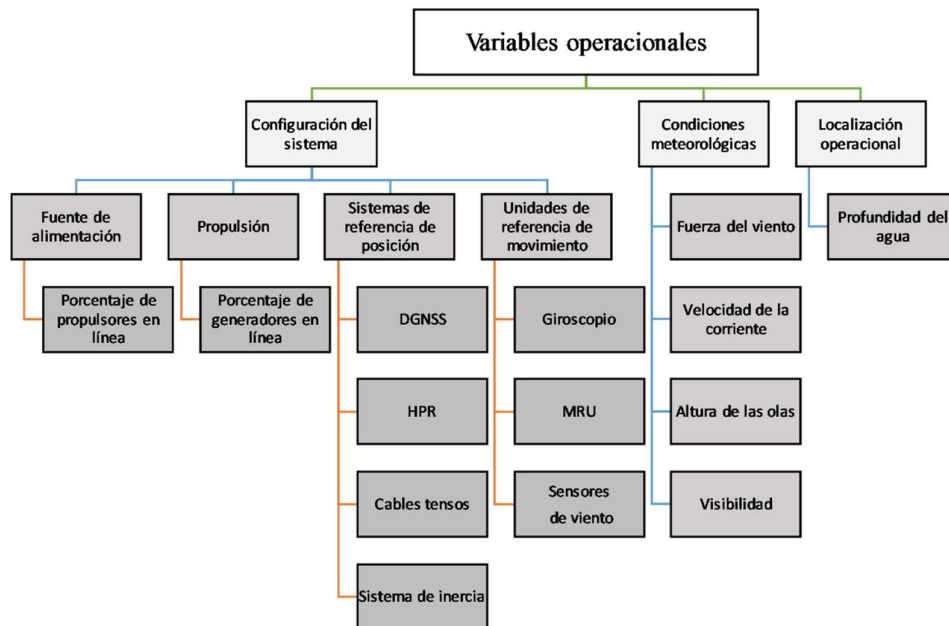 Variables operacionales
Configuración del
sistema
Condiciones
meteorológicas
Localización
operacional
Fuente de
alimentación
Propulsión
Sistemas de
referencia de
posición
Unidades de
referencia de
movimiento
Fuerza del viento
Profundidad del
agua
Porcentaje de
propulsores en
línea
Porcentaje de
generadores en
línea
DGNSS
Giroscopio
Velocidad de la
corriente
HPR
MRU
Altura de las olas
Cables tensos
Sensores
de viento
Visibilidad
Sistema de inercia